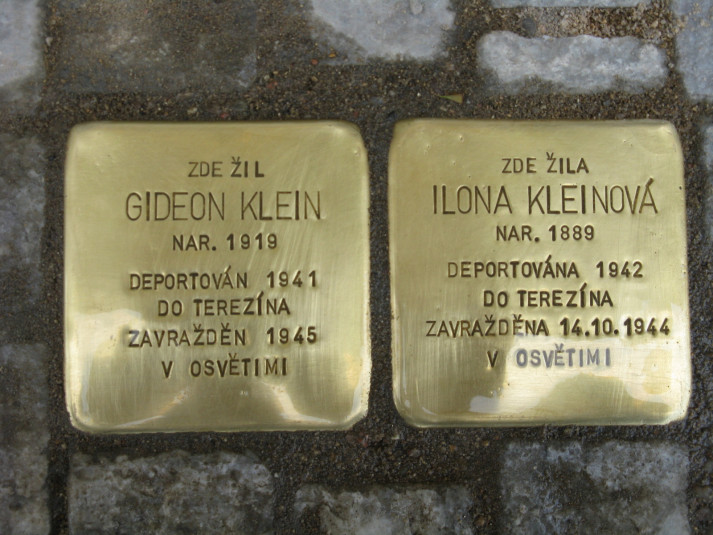 ZDE ŽIL
GIDEON KLEIN
NAR. 1919
DEPORTOVÁN 1941
DO TEREZÍNA
ZAVRAŽDĚN 1945
V OSVĚTIMI
ZDE ŽILA
ILONA KLEINOVÁ
NAR. 1889
DEPORTOVÁNA 1942
DO TEREZÍNA
ZAVRAŽDĚNA 14.10.1944
V OSVĚTIMI